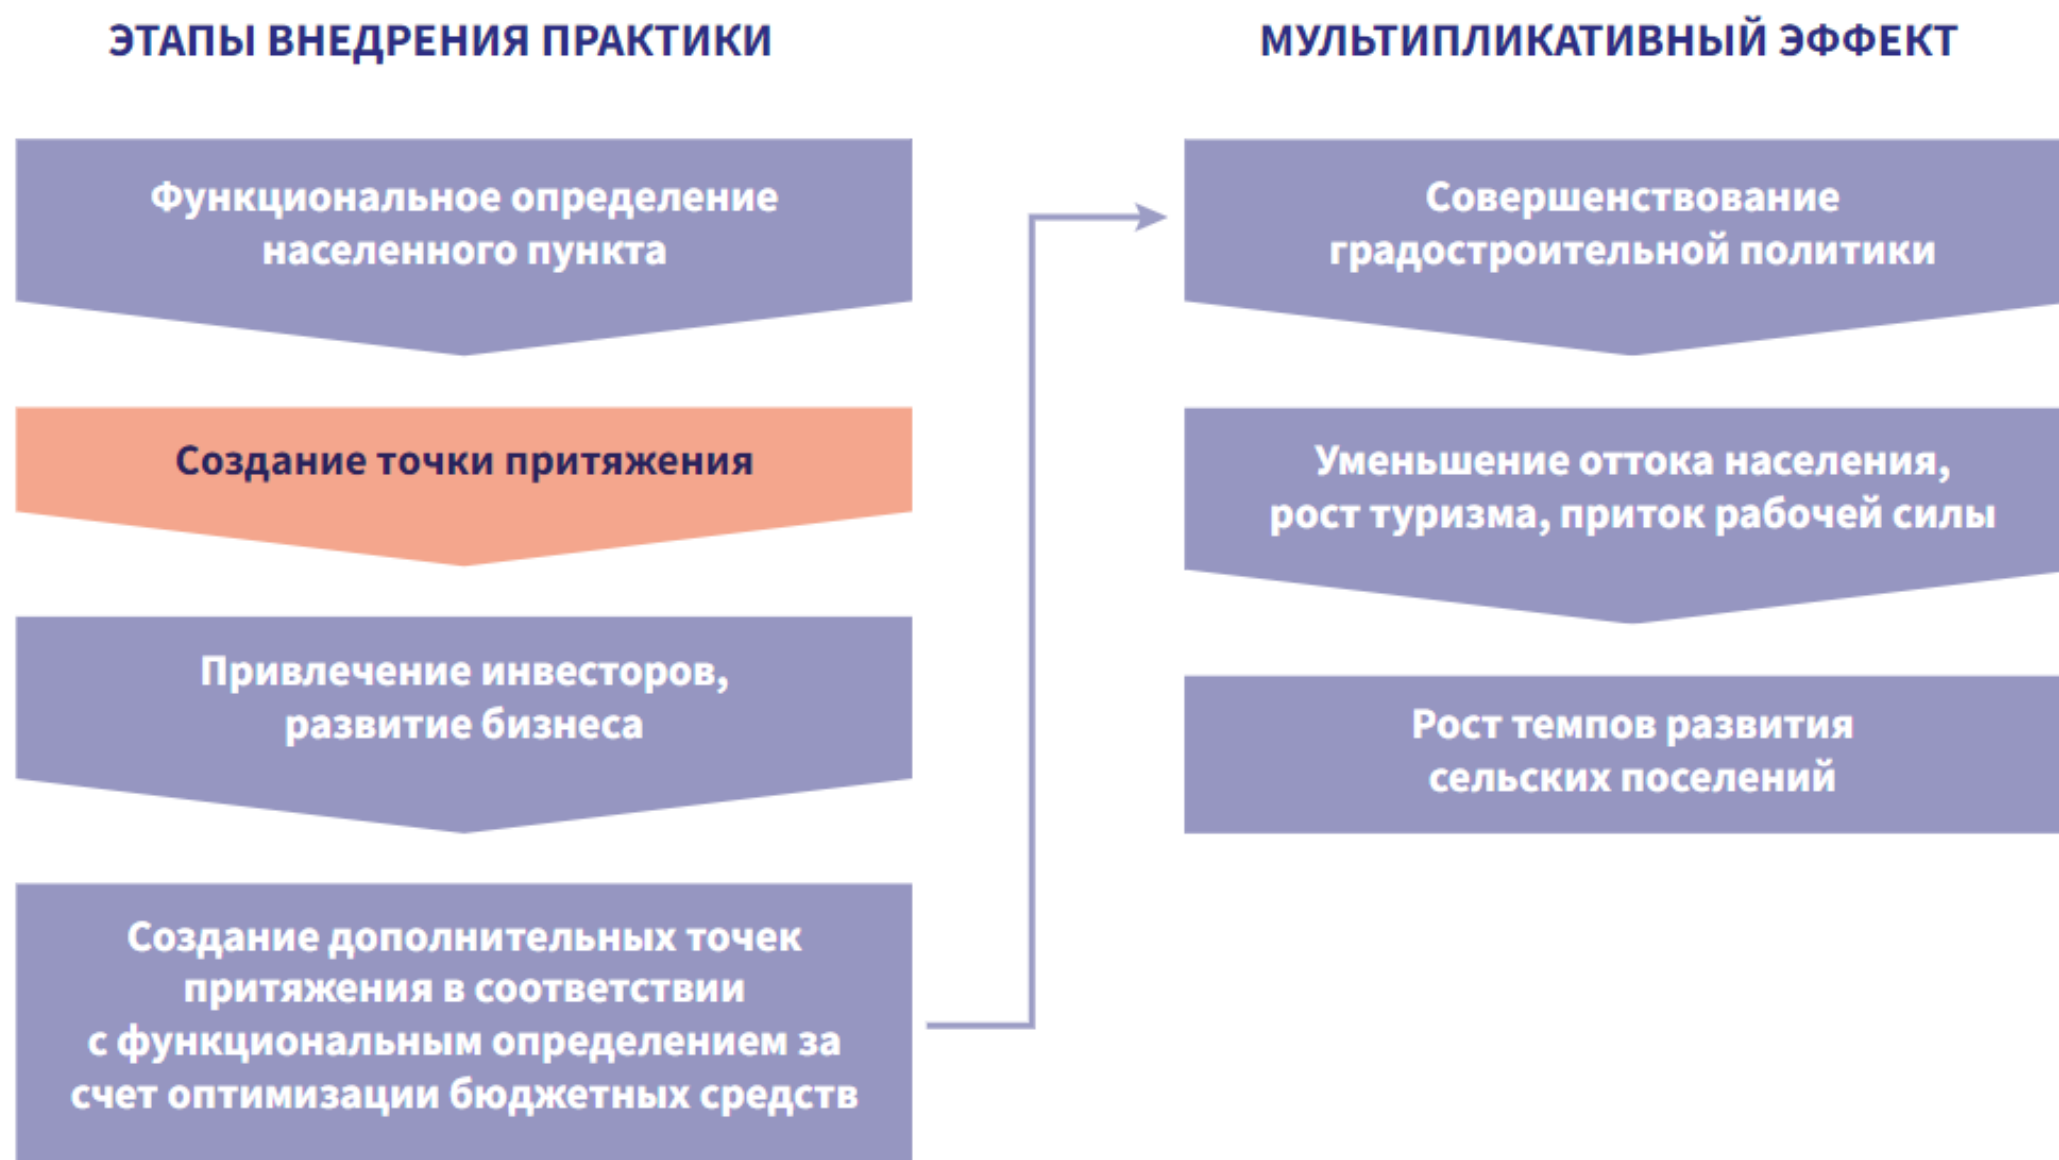 ЭТАПЫ ВНЕДРЕНИЯ ПРАКТИКИ
Функциональное определение
населенного пункта
Создание точки притяжения
Привлечение инвесторов,
развитие бизнеса
Создание дополнительных точек
притяжения в соответствии
с функциональным определением за
счет оптимизации бюджетных средств
МУЛЬТИПЛИКАТИВНЫЙ ЭФФЕКТ
Совершенствование
градостроительной политики
Уменьшение оттока населения,
рост туризма, приток рабочей силы
Рост темпов развития
сельских поселений